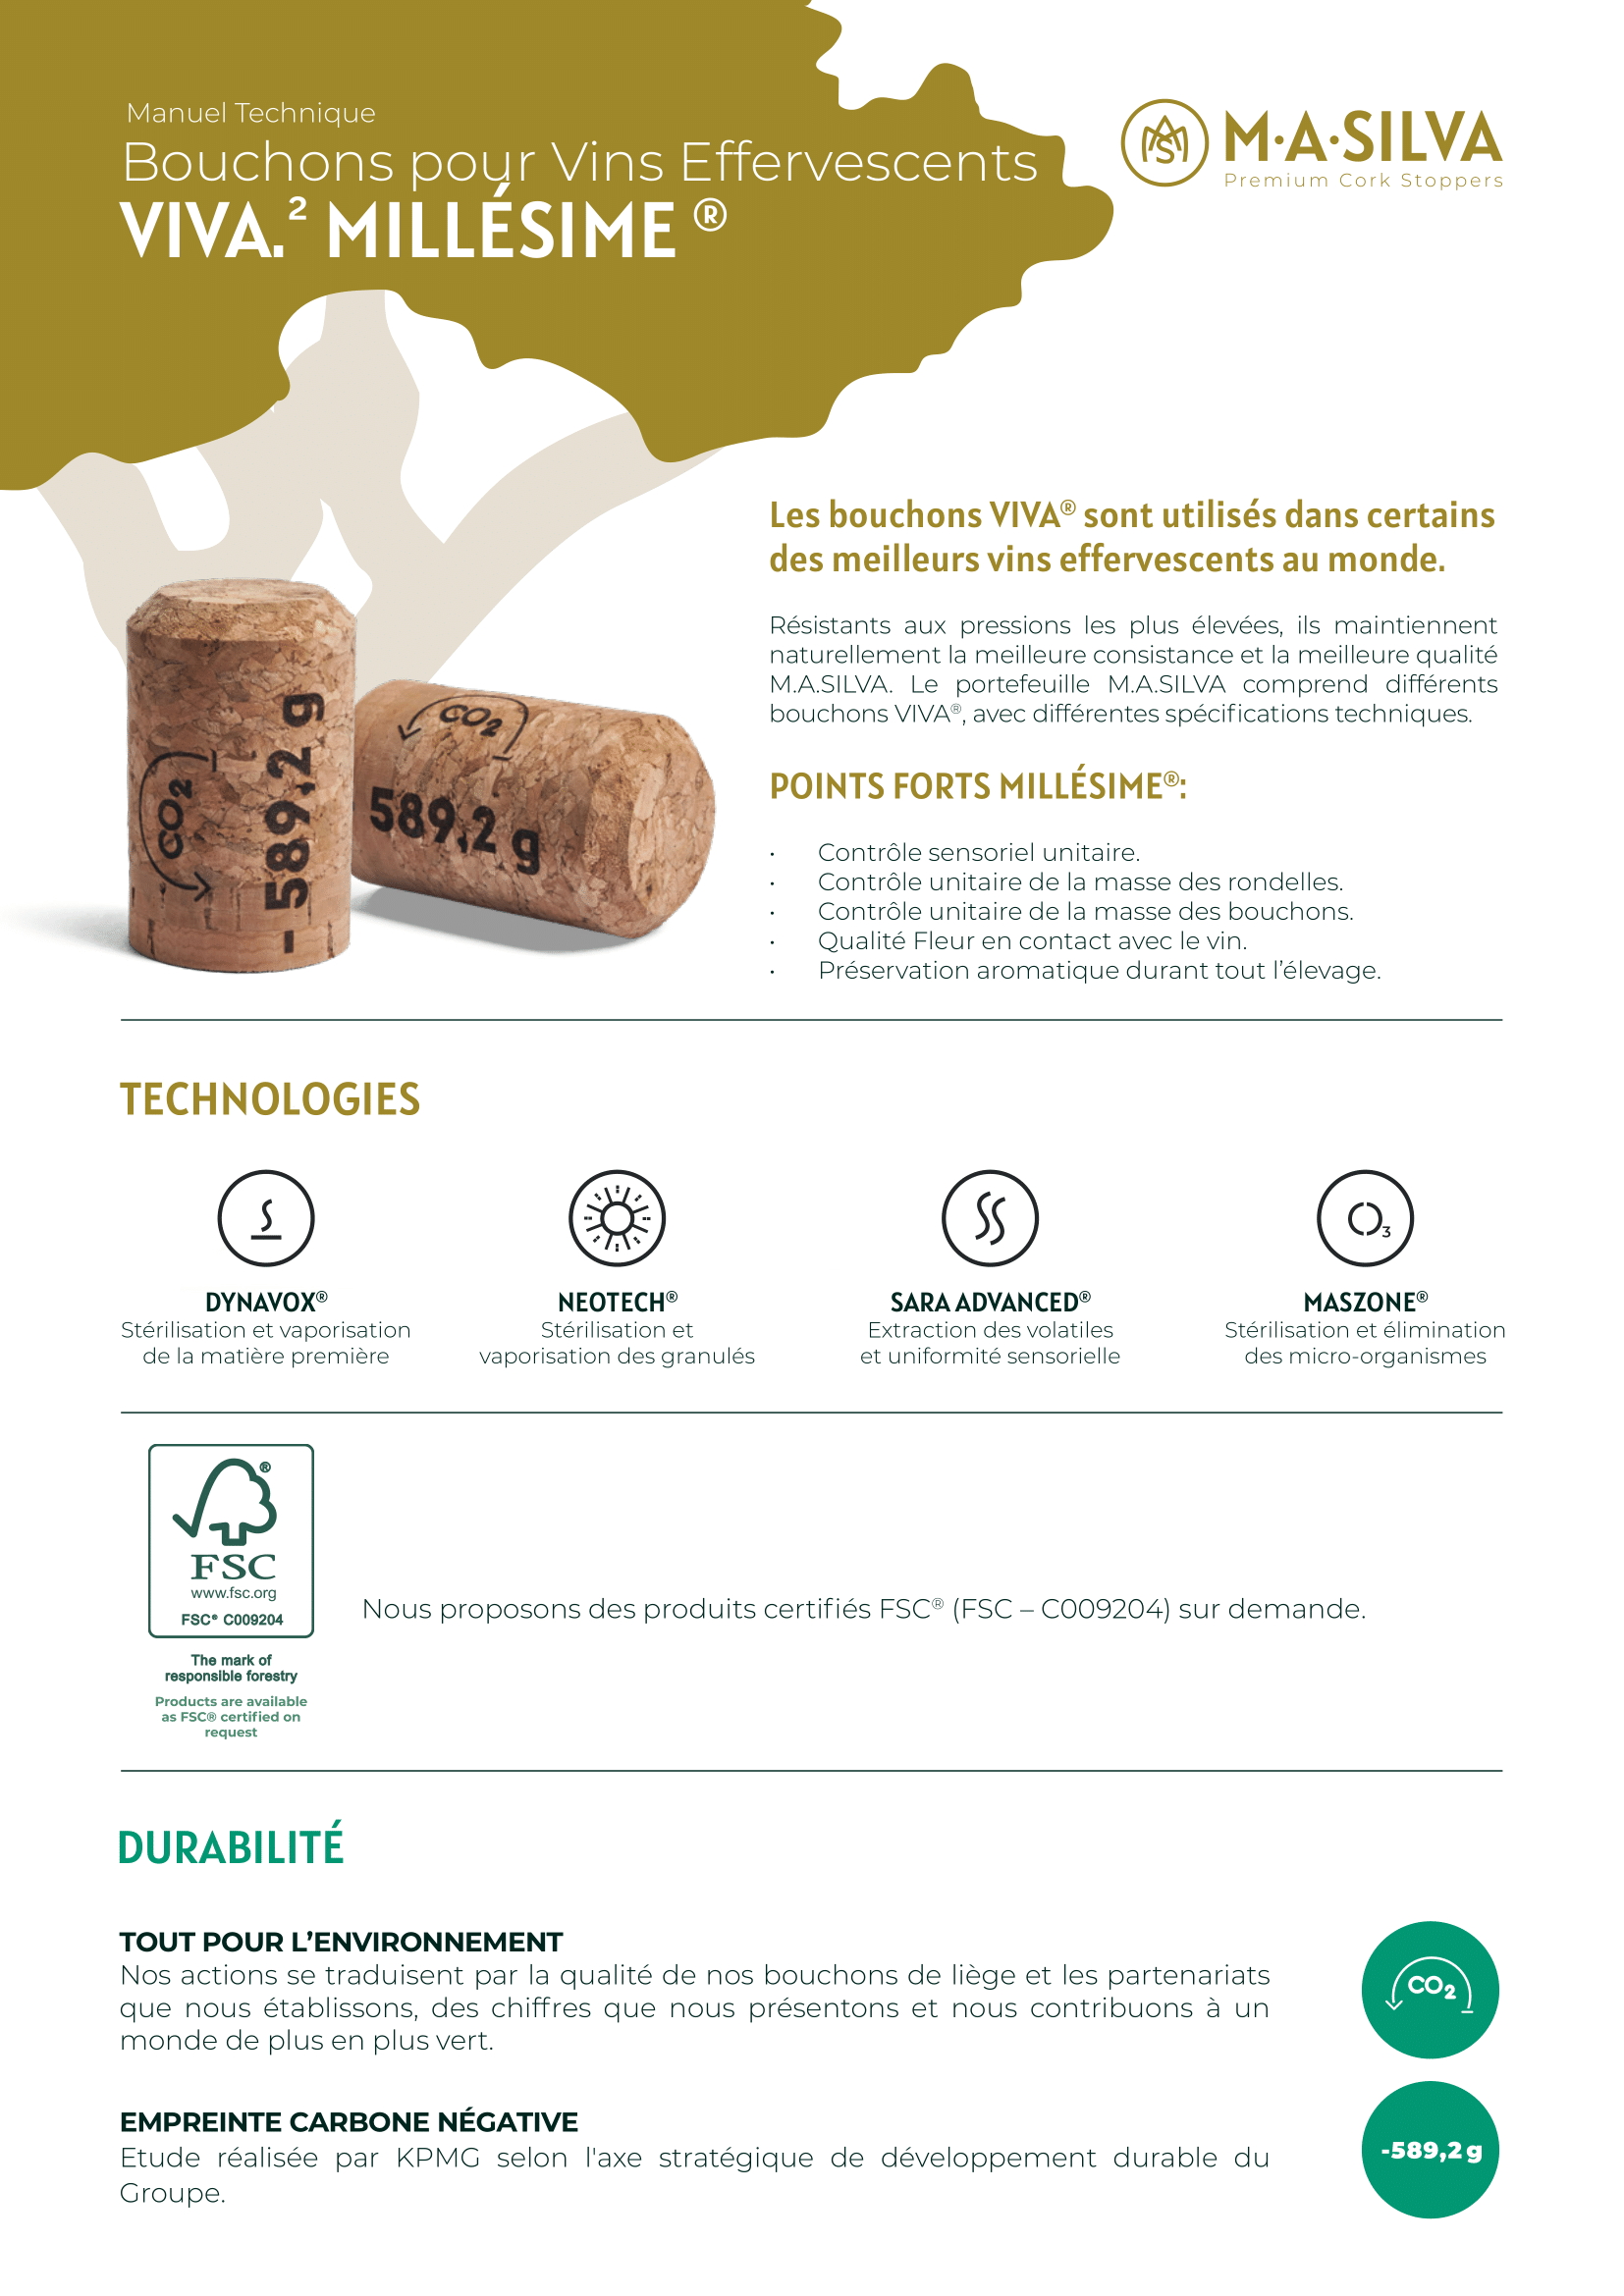 Manuel Technique
Bouchons pour Vins Effervescents
VIVA.² MILLÉSIME ®
M·A·SILVA
Premium Cork Stoppers
Les bouchons VIVA® sont utilisés dans certains
des meilleurs vins effervescents au monde.
Résistants aux pressions les plus élevées, ils maintiennent
naturellement la meilleure consistance et la meilleure qualité
M.A.SILVA. Le portefeuille M.A.SILVA comprend différents
bouchons VIVA®, avec différentes spécifications techniques.
CO2
-589,2 g
CO2
589,2 g
POINTS FORTS MILLÉSIME®:
· Contrôle sensoriel unitaire.
· Contrôle unitaire de la masse des rondelles.
· Contrôle unitaire de la masse des bouchons.
· Qualité Fleur en contact avec le vin.
· Préservation aromatique durant tout l’élevage.
TECHNOLOGIES
O3
DYNAVOX®
Stérilisation et vaporisation
de la matière première
NEOTECH®
Stérilisation et
vaporisation des granulés
SARA ADVANCED®
Extraction des volatiles
et uniformité sensorielle
MASZONE®
Stérilisation et élimination
des micro-organismes
®
FSC
www.fsc.org
FSC® C009204
The mark of
responsible forestry
Products are available
as FSC® certified on
request
Nous proposons des produits certifiés FSC® (FSC – C009204) sur demande.
DURABILITÉ
TOUT POUR L’ENVIRONNEMENT
Nos actions se traduisent par la qualité de nos bouchons de liège et les partenariats
que nous établissons, des chiffres que nous présentons et nous contribuons à un
monde de plus en plus vert.
CO2
EMPREINTE CARBONE NÉGATIVE
Etude réalisée par KPMG selon l'axe stratégique de développement durable du
Groupe.
-589,2 g